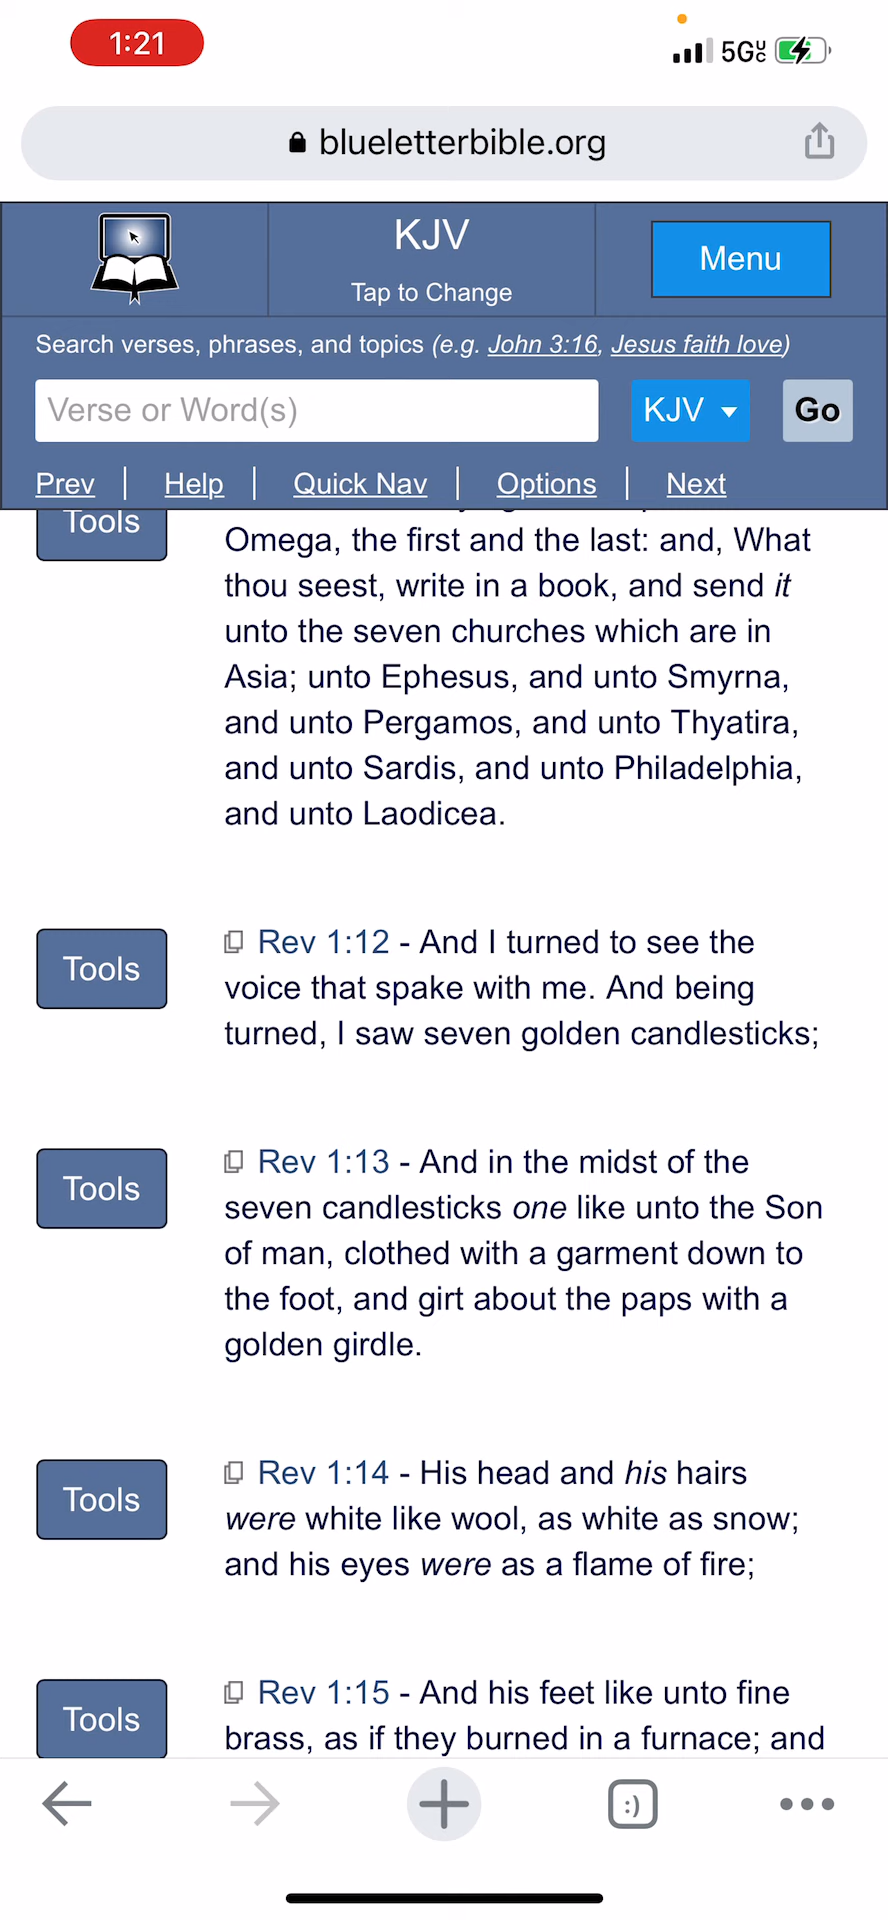 1:21
5G UC
blueletterbible.org
KJV
Tap to Change
Menu
Search verses, phrases, and topics (e.g. John 3:16, Jesus faith love)
Verse or Word(s)
KJV
Go
Prev | Help | Quick Nav | Options | Next
Tools
Omega, the first and the last: and, What
thou seest, write in a book, and send it
unto the seven churches which are in
Asia; unto Ephesus, and unto Smyrna,
and unto Pergamos, and unto Thyatira,
and unto Sardis, and unto Philadelphia,
and unto Laodicea.
Tools
Rev 1:12 - And I turned to see the
voice that spake with me. And being
turned, I saw seven golden candlesticks;
Tools
Rev 1:13 - And in the midst of the
seven candlesticks one like unto the Son
of man, clothed with a garment down to
the foot, and girt about the paps with a
golden girdle.
Tools
Rev 1:14 - His head and his hairs
were white like wool, as white as snow;
and his eyes were as a flame of fire;
Tools
Rev 1:15 - And his feet like unto fine
brass, as if they burned in a furnace; and
:)